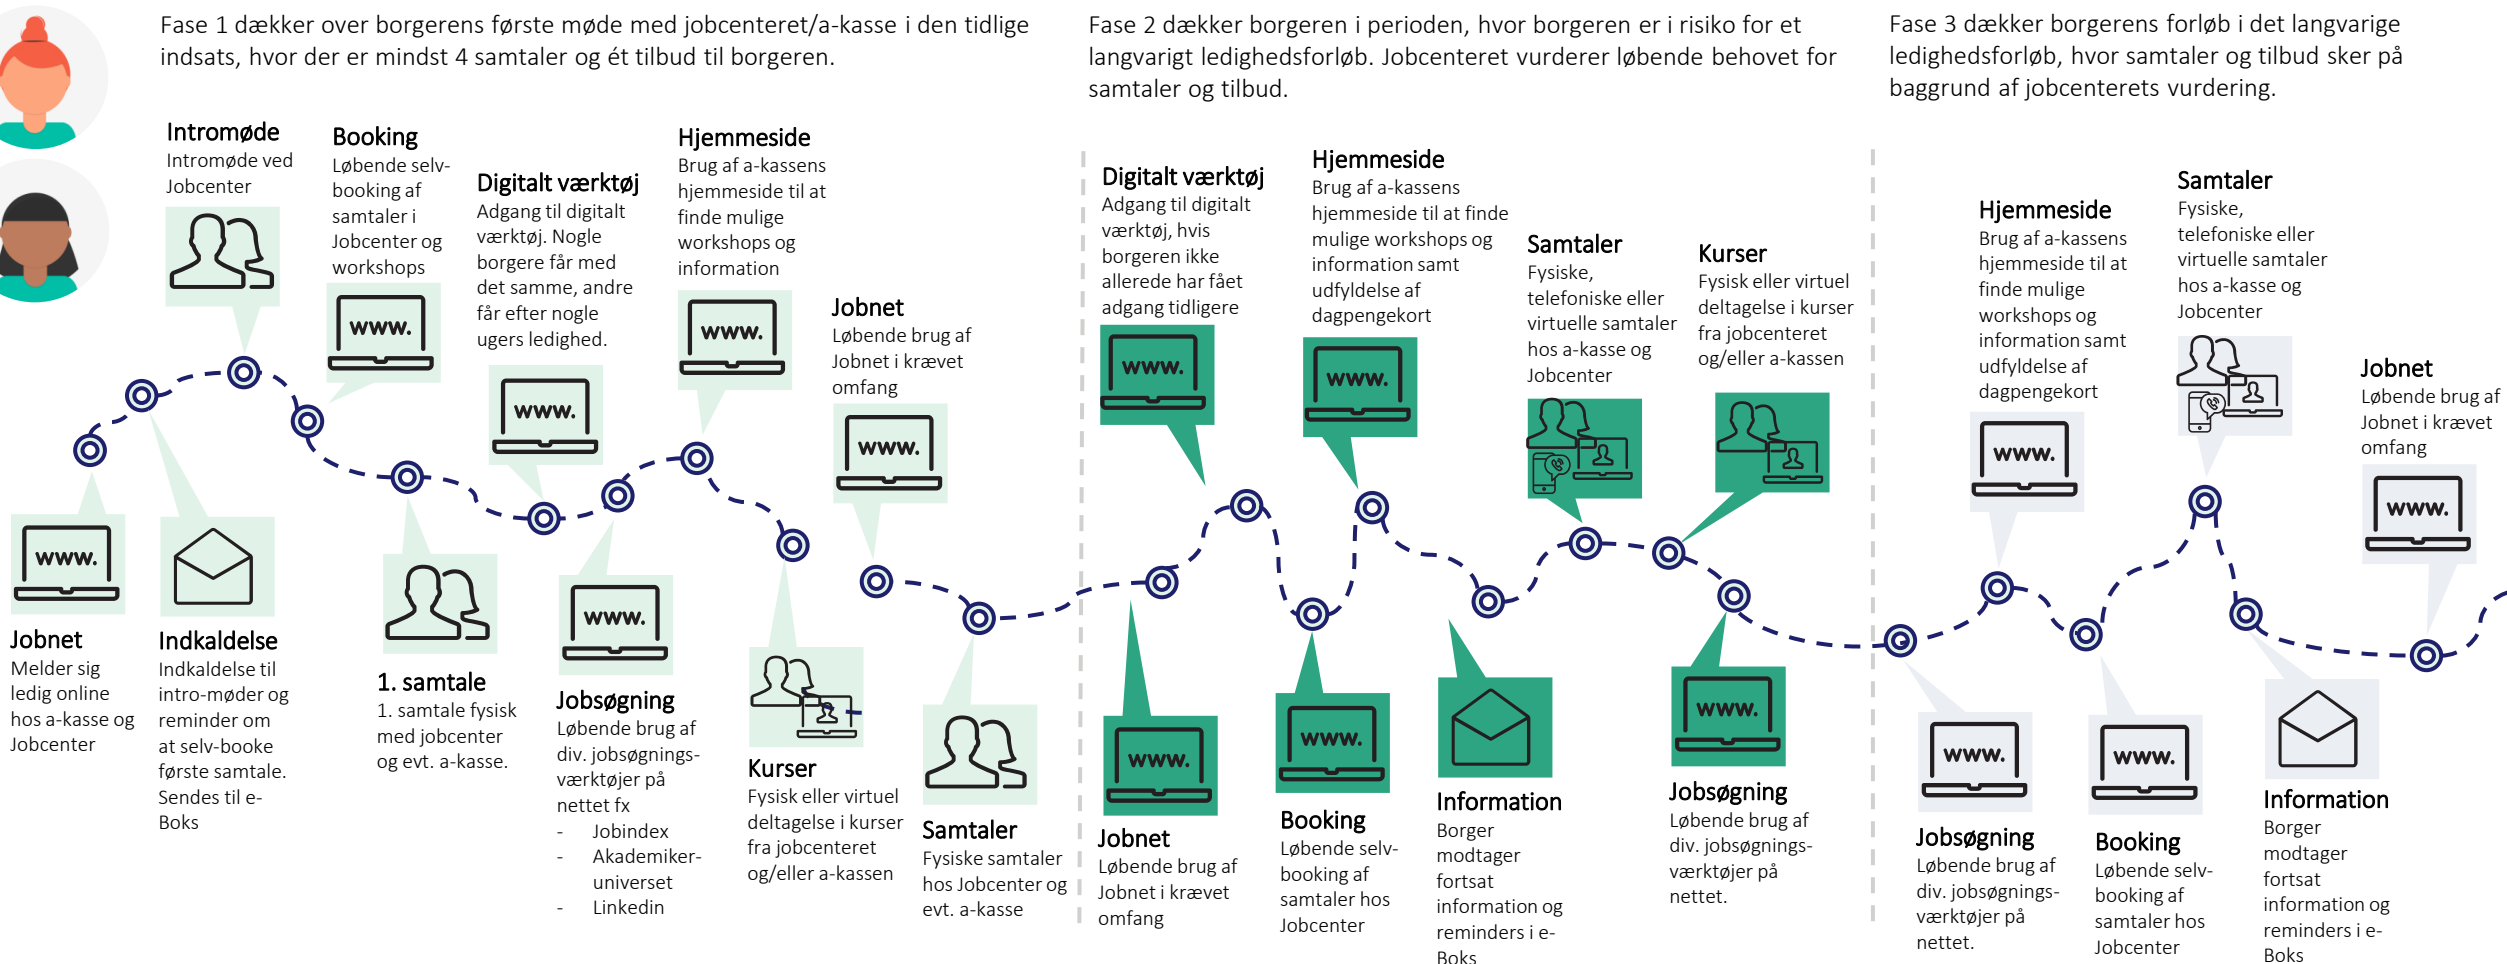 Fase 1 dækker over borgerens første møde med jobcenteret/a-kasse i den tidlige
indsats, hvor der er mindst 4 samtaler og ét tilbud til borgeren.
Fase 2 dækker borgeren i perioden, hvor borgeren er i risiko for et
langvarigt ledighedsforløb. Jobcenteret vurderer løbende behovet for
samtaler og tilbud.
Fase 3 dækker borgerens forløb i det langvarige
ledighedsforløb, hvor samtaler og tilbud sker på
baggrund af jobcenterets vurdering.
Jobnet
Melder sig
ledig online
hos a-kasse og
Jobcenter
www.
Indkaldelse
Indkaldelse til
intro-møder og
reminder om
at selv-booke
første samtale.
Sendes til e-
Boks
Intromøde
Intromøde ved
Jobcenter
Booking
Løbende selv-
booking af
samtaler i
Jobcenter og
workshops
www.
1. samtale
1. samtale fysisk
med jobcenter
og evt. a-kasse.
Digitalt værktøj
Adgang til digitalt
værktøj. Nogle
borgere får med
det samme, andre
får efter nogle
ugers ledighed.
www.
Jobsøgning
Løbende brug af
div. jobsøgnings-
værktøjer på
nettet fx
- Jobindex
- Akademiker-
universet
- Linkedin
www.
Hjemmeside
Brug af a-kassens
hjemmeside til at
finde mulige
workshops og
information
www.
Kurser
Fysisk eller virtuel
deltagelse i kurser
fra jobcenteret
og/eller a-kassen
Jobnet
Løbende brug af
Jobnet i krævet
omfang
www.
Samtaler
Fysiske samtaler
hos Jobcenter og
evt. a-kasse
Jobnet
Løbende brug af
Jobnet i krævet
omfang
www.
Digitalt værktøj
Adgang til digitalt
værktøj, hvis
borgeren ikke
allerede har fået
adgang tidligere
www.
Booking
Løbende selv-
booking af
samtaler hos
Jobcenter
www.
Hjemmeside
Brug af a-kassens
hjemmeside til at finde
mulige workshops og
information samt
udfyldelse af
dagpengekort
www.
Information
Borger
modtager
fortsat
information og
reminders i e-
Boks
Samtaler
Fysiske,
telefoniske eller
virtuelle samtaler
hos a-kasse og
Jobcenter
Kurser
Fysisk eller virtuel
deltagelse i kurser
fra jobcenteret
og/eller a-kassen
Jobsøgning
Løbende brug af
div. jobsøgnings-
værktøjer på
nettet.
www.
Jobsøgning
Løbende brug af
div. jobsøgnings-
værktøjer på
nettet.
www.
Hjemmeside
Brug af a-kassens
hjemmeside til at
finde mulige
workshops og
information samt
udfyldelse af
dagpengekort
www.
Booking
Løbende selv-
booking af
samtaler hos
Jobcenter
www.
Samtaler
Fysiske,
telefoniske eller
virtuelle samtaler
hos a-kasse og
Jobcenter
Information
Borger
modtager
fortsat
information og
reminders i e-
Boks
Jobnet
Løbende brug af
Jobnet i krævet
omfang
www.